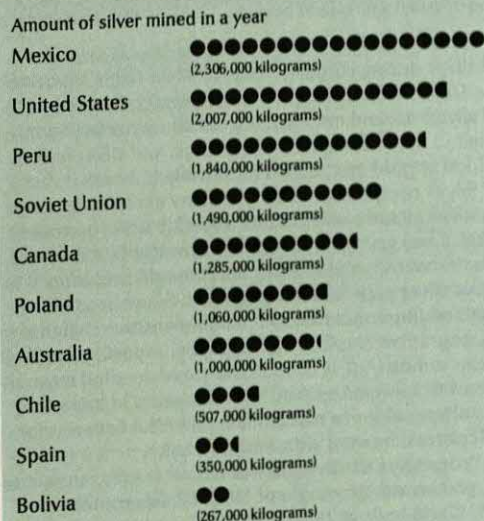 Amount of silver mined in a year
Mexico
(2,306,000 kilograms)
United States
(2,007,000 kilograms)
Peru
(1,840,000 kilograms)
Soviet Union
(1,490,000 kilograms)
Canada
(1,285,000 kilograms)
Poland
(1,060,000 kilograms)
Australia
(1,000,000 kilograms)
Chile
(507,000 kilograms)
Spain
(350,000 kilograms)
Bolivia
(267,000 kilograms)